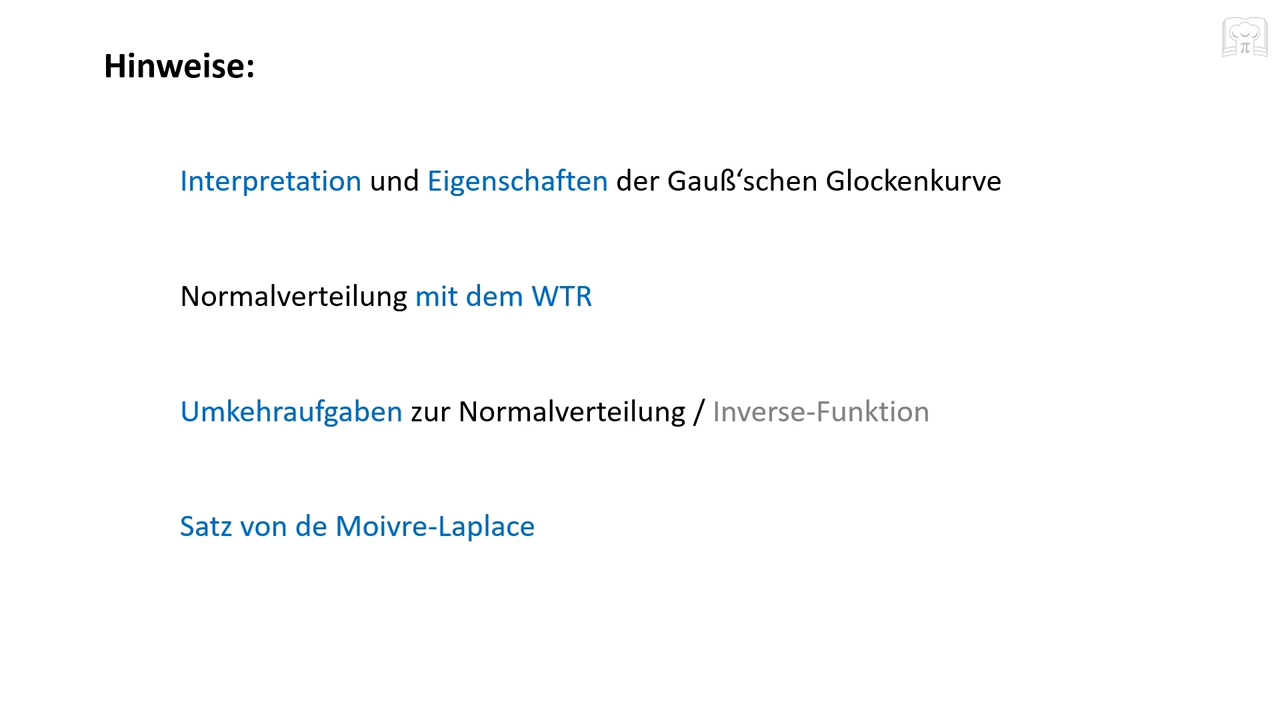 Hinweise:
Interpretation und Eigenschaften der Gauß‘schen Glockenkurve
Normalverteilung mit dem WTR
Umkehraufgaben zur Normalverteilung / Inverse-Funktion
Satz von de Moivre-Laplace
π